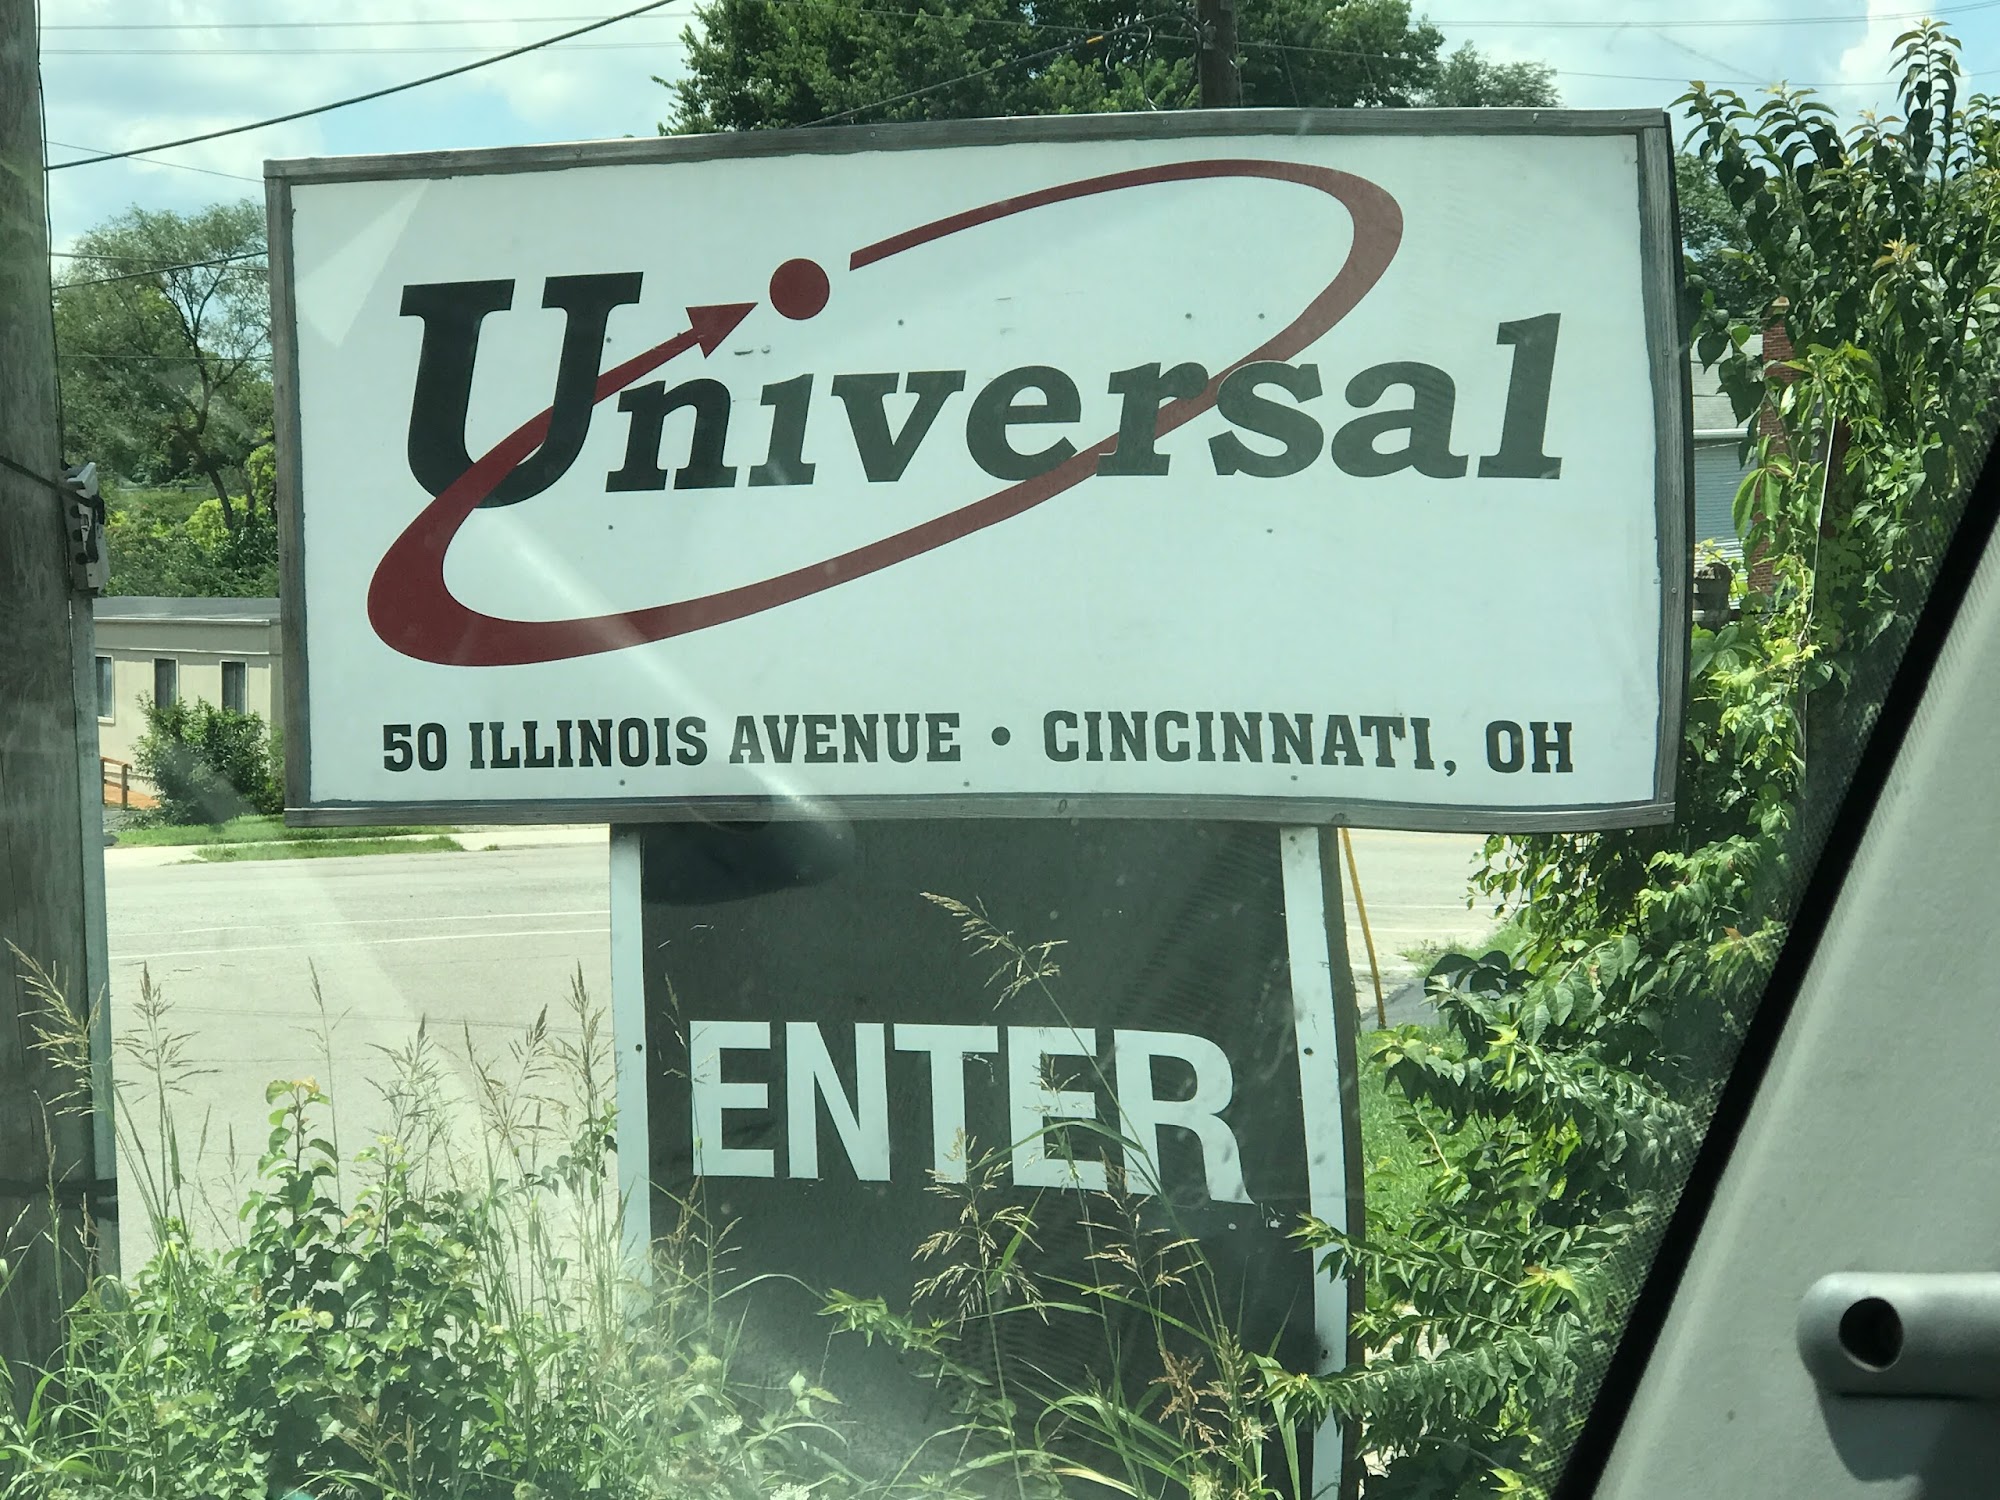 Universal
50 ILLINOIS AVENUE • CINCINNATI, OH
ENTER